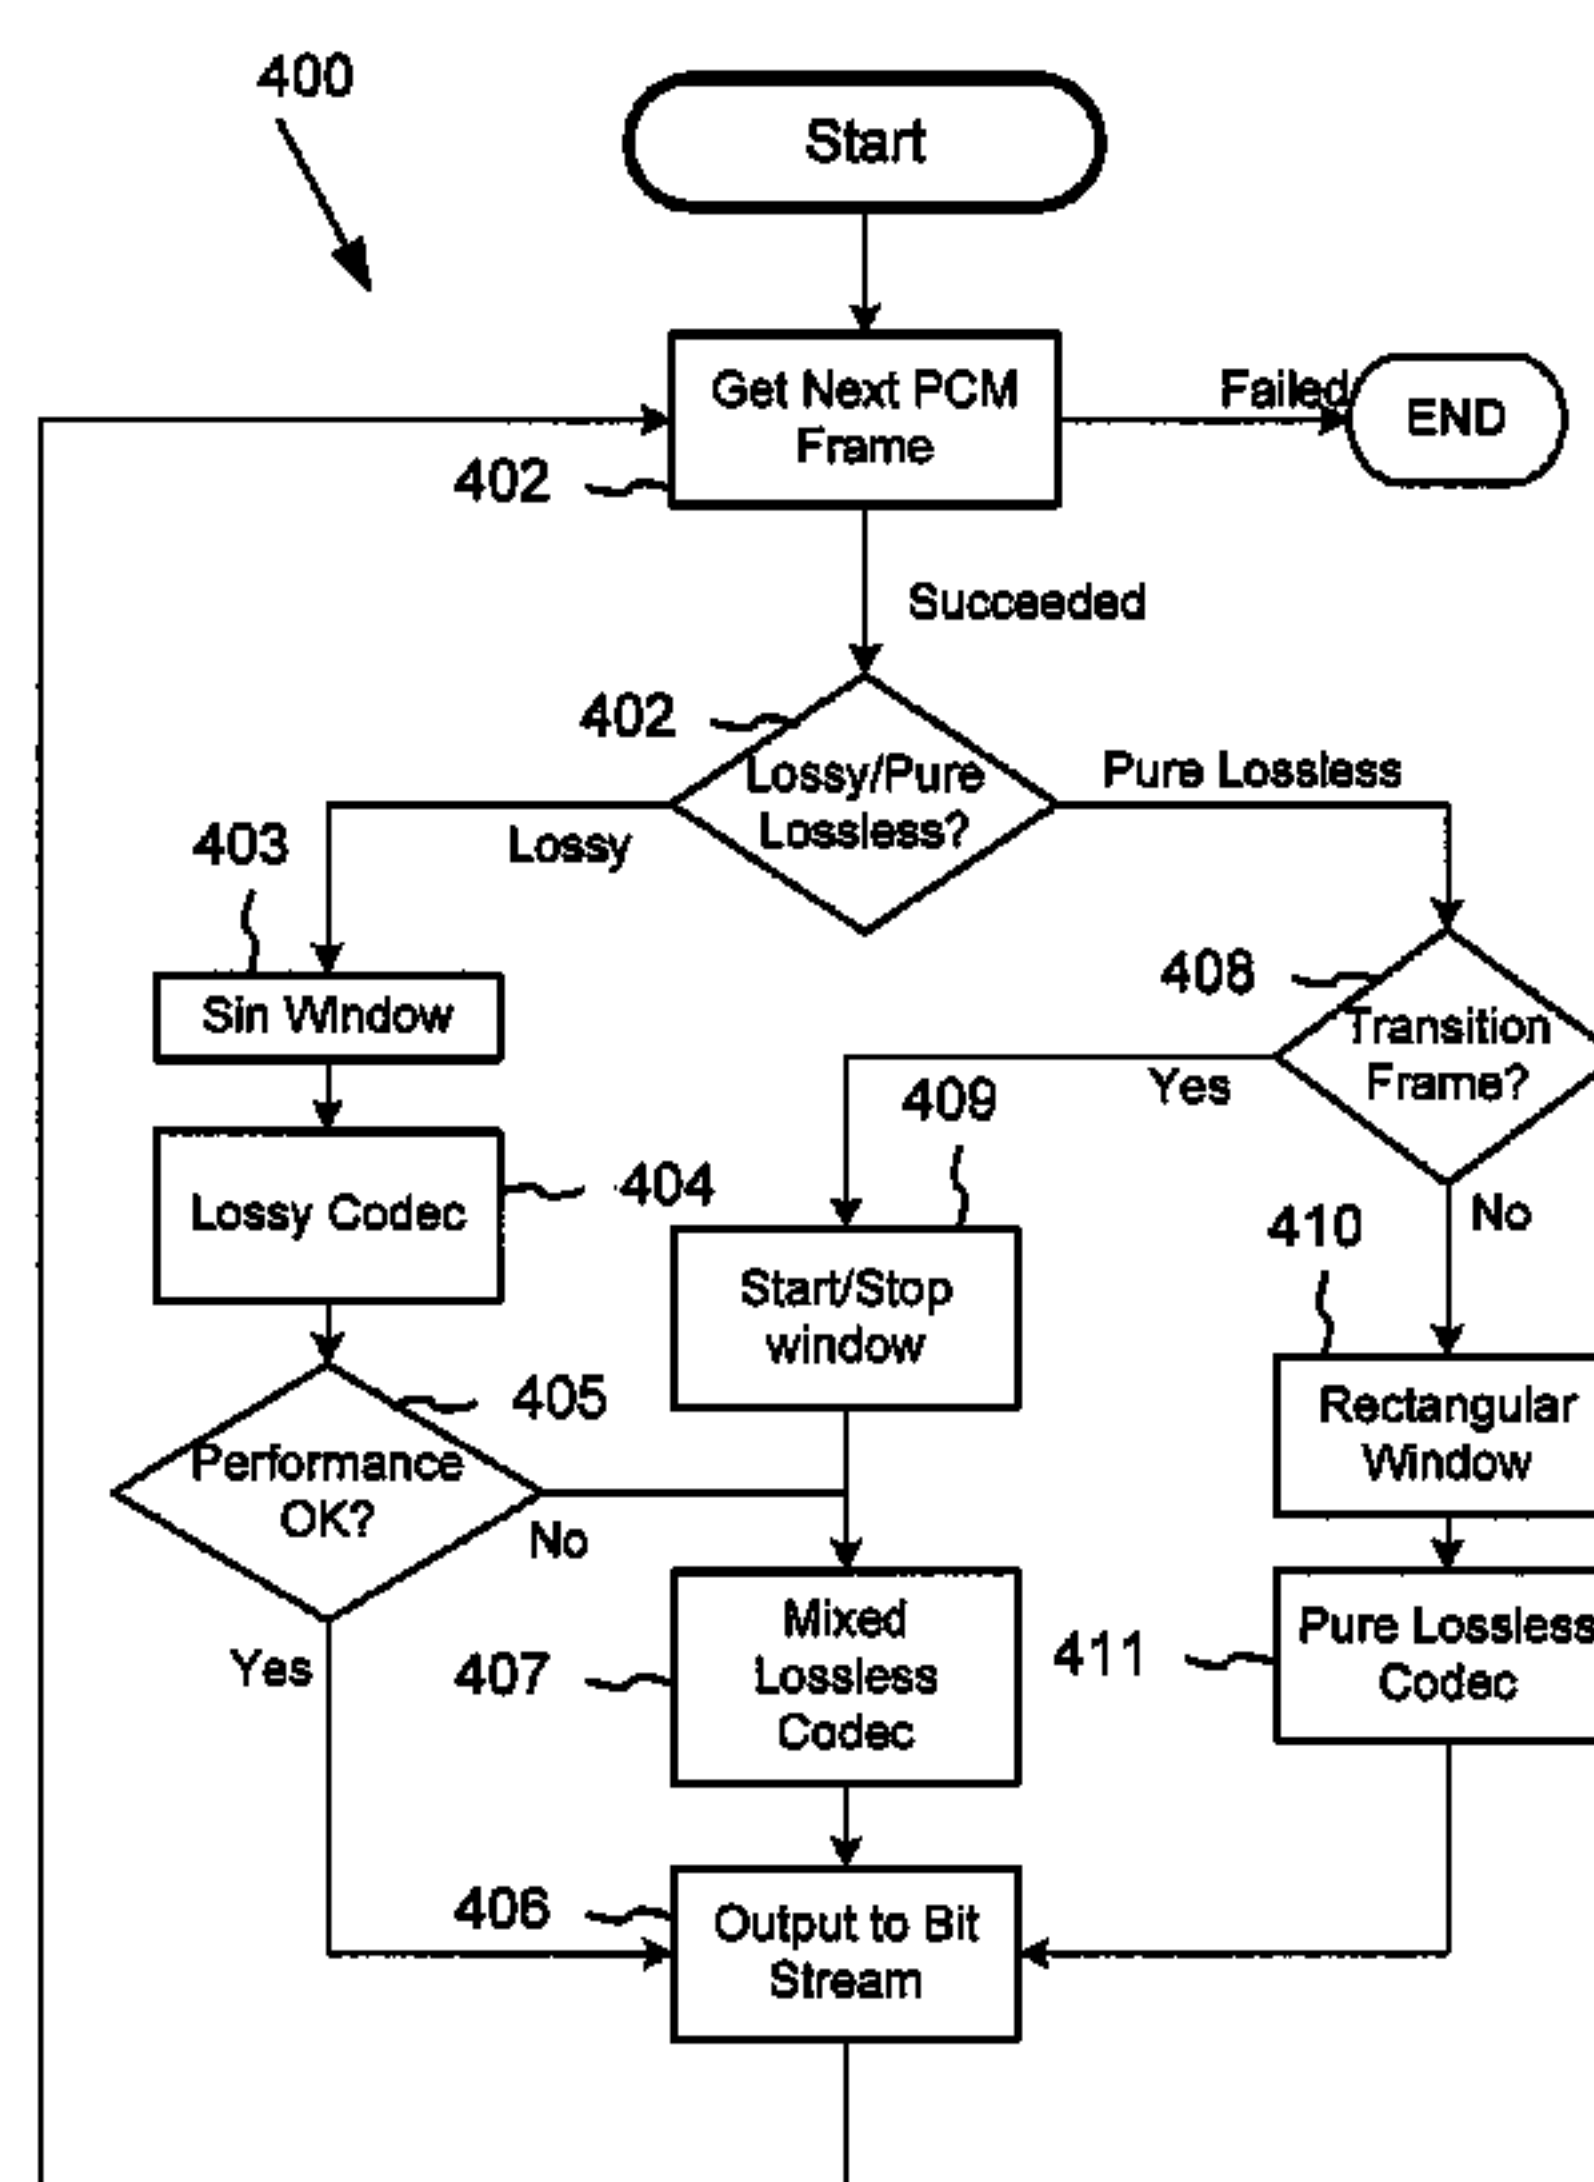 400
Start
Get Next PCM
Frame
Failed
END
402
Succeeded
402
Lossy/Pure
Lossless?
Pure Lossless
Lossy
403
408
Transition
Frame?
Sin Window
Yes
409
No
404
Lossy Codec
410
Start/Stop
window
405
Rectangular
Window
Performance
OK?
No
Mixed
Lossless
Codec
407
411
Pure Lossless
Codec
Yes
406
Output to Bit
Stream